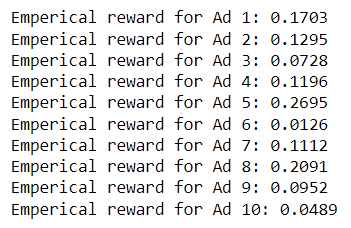 Emperical reward for Ad 1: 0.1703
Emperical reward for Ad 2: 0.1295
Emperical reward for Ad 3: 0.0728
Emperical reward for Ad 4: 0.1196
Emperical reward for Ad 5: 0.2695
Emperical reward for Ad 6: 0.0126
Emperical reward for Ad 7: 0.1112
Emperical reward for Ad 8: 0.2091
Emperical reward for Ad 9: 0.0952
Emperical reward for Ad 10: 0.0489